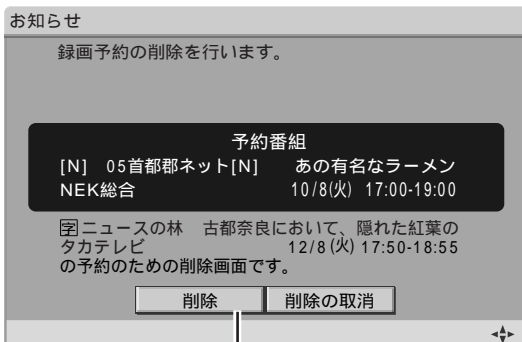 お知らせ
録画予約の削除を行います。
予約番組
[N] 05首都郡ネット[N] あの有名なラーメン
NEK総合 10/8(火) 17:00-19:00
字ニュースの林 古都奈良において、隠れた紅葉の
タカテレビ 12/8(火) 17:50-18:55
の予約のための削除画面です。
削除 削除の取消